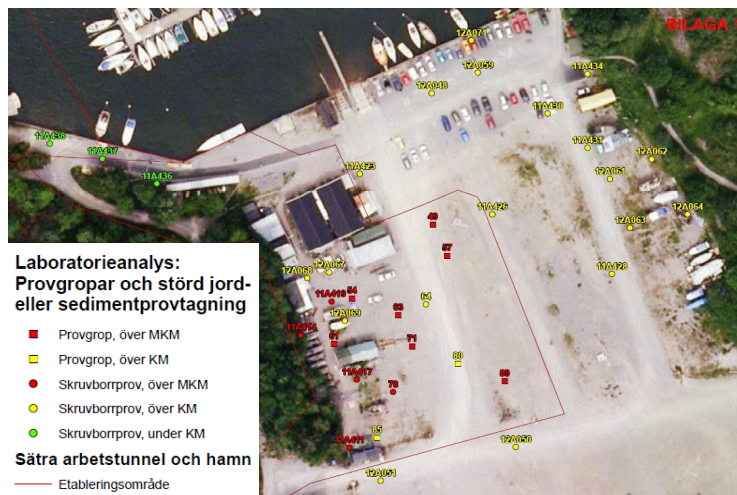 BILAGA
12A071
12A059
11A434
12A048
11A430
11A438
11A437
11A436
11A431
12A062
12A061
11A423
12A064
11A426
49
12A063
57
12A068
12A067
11A428
11A419
54
64
63
12A069
61
71
80
11A417
78
89
85
11A411
12A050
12A051
Laboratorieanalys:
Provgropar och störd jord-
eller sedimentprovtagning
Provgrop, över MKM
Provgrop, över KM
Skruvborrprov, över MKM
Skruvborrprov, över KM
Skruvborrprov, under KM
Sätra arbetstunnel och hamn
Etableringsområde